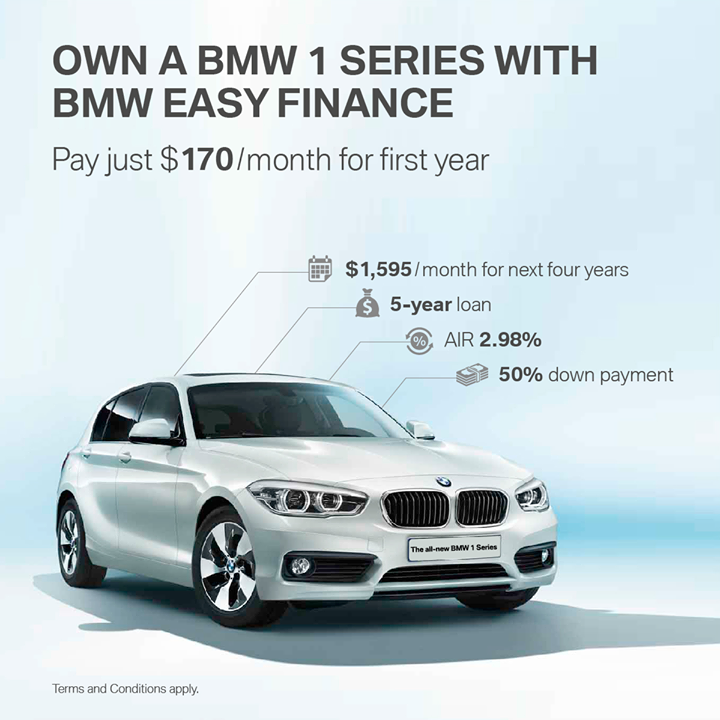 OWN A BMW 1 SERIES WITH
BMW EASY FINANCE
Pay just $170/month for first year
$1,595/month for next four years
5-year loan
AIR 2.98%
50% down payment
The all-new BMW 1 Series
Terms and Conditions apply.